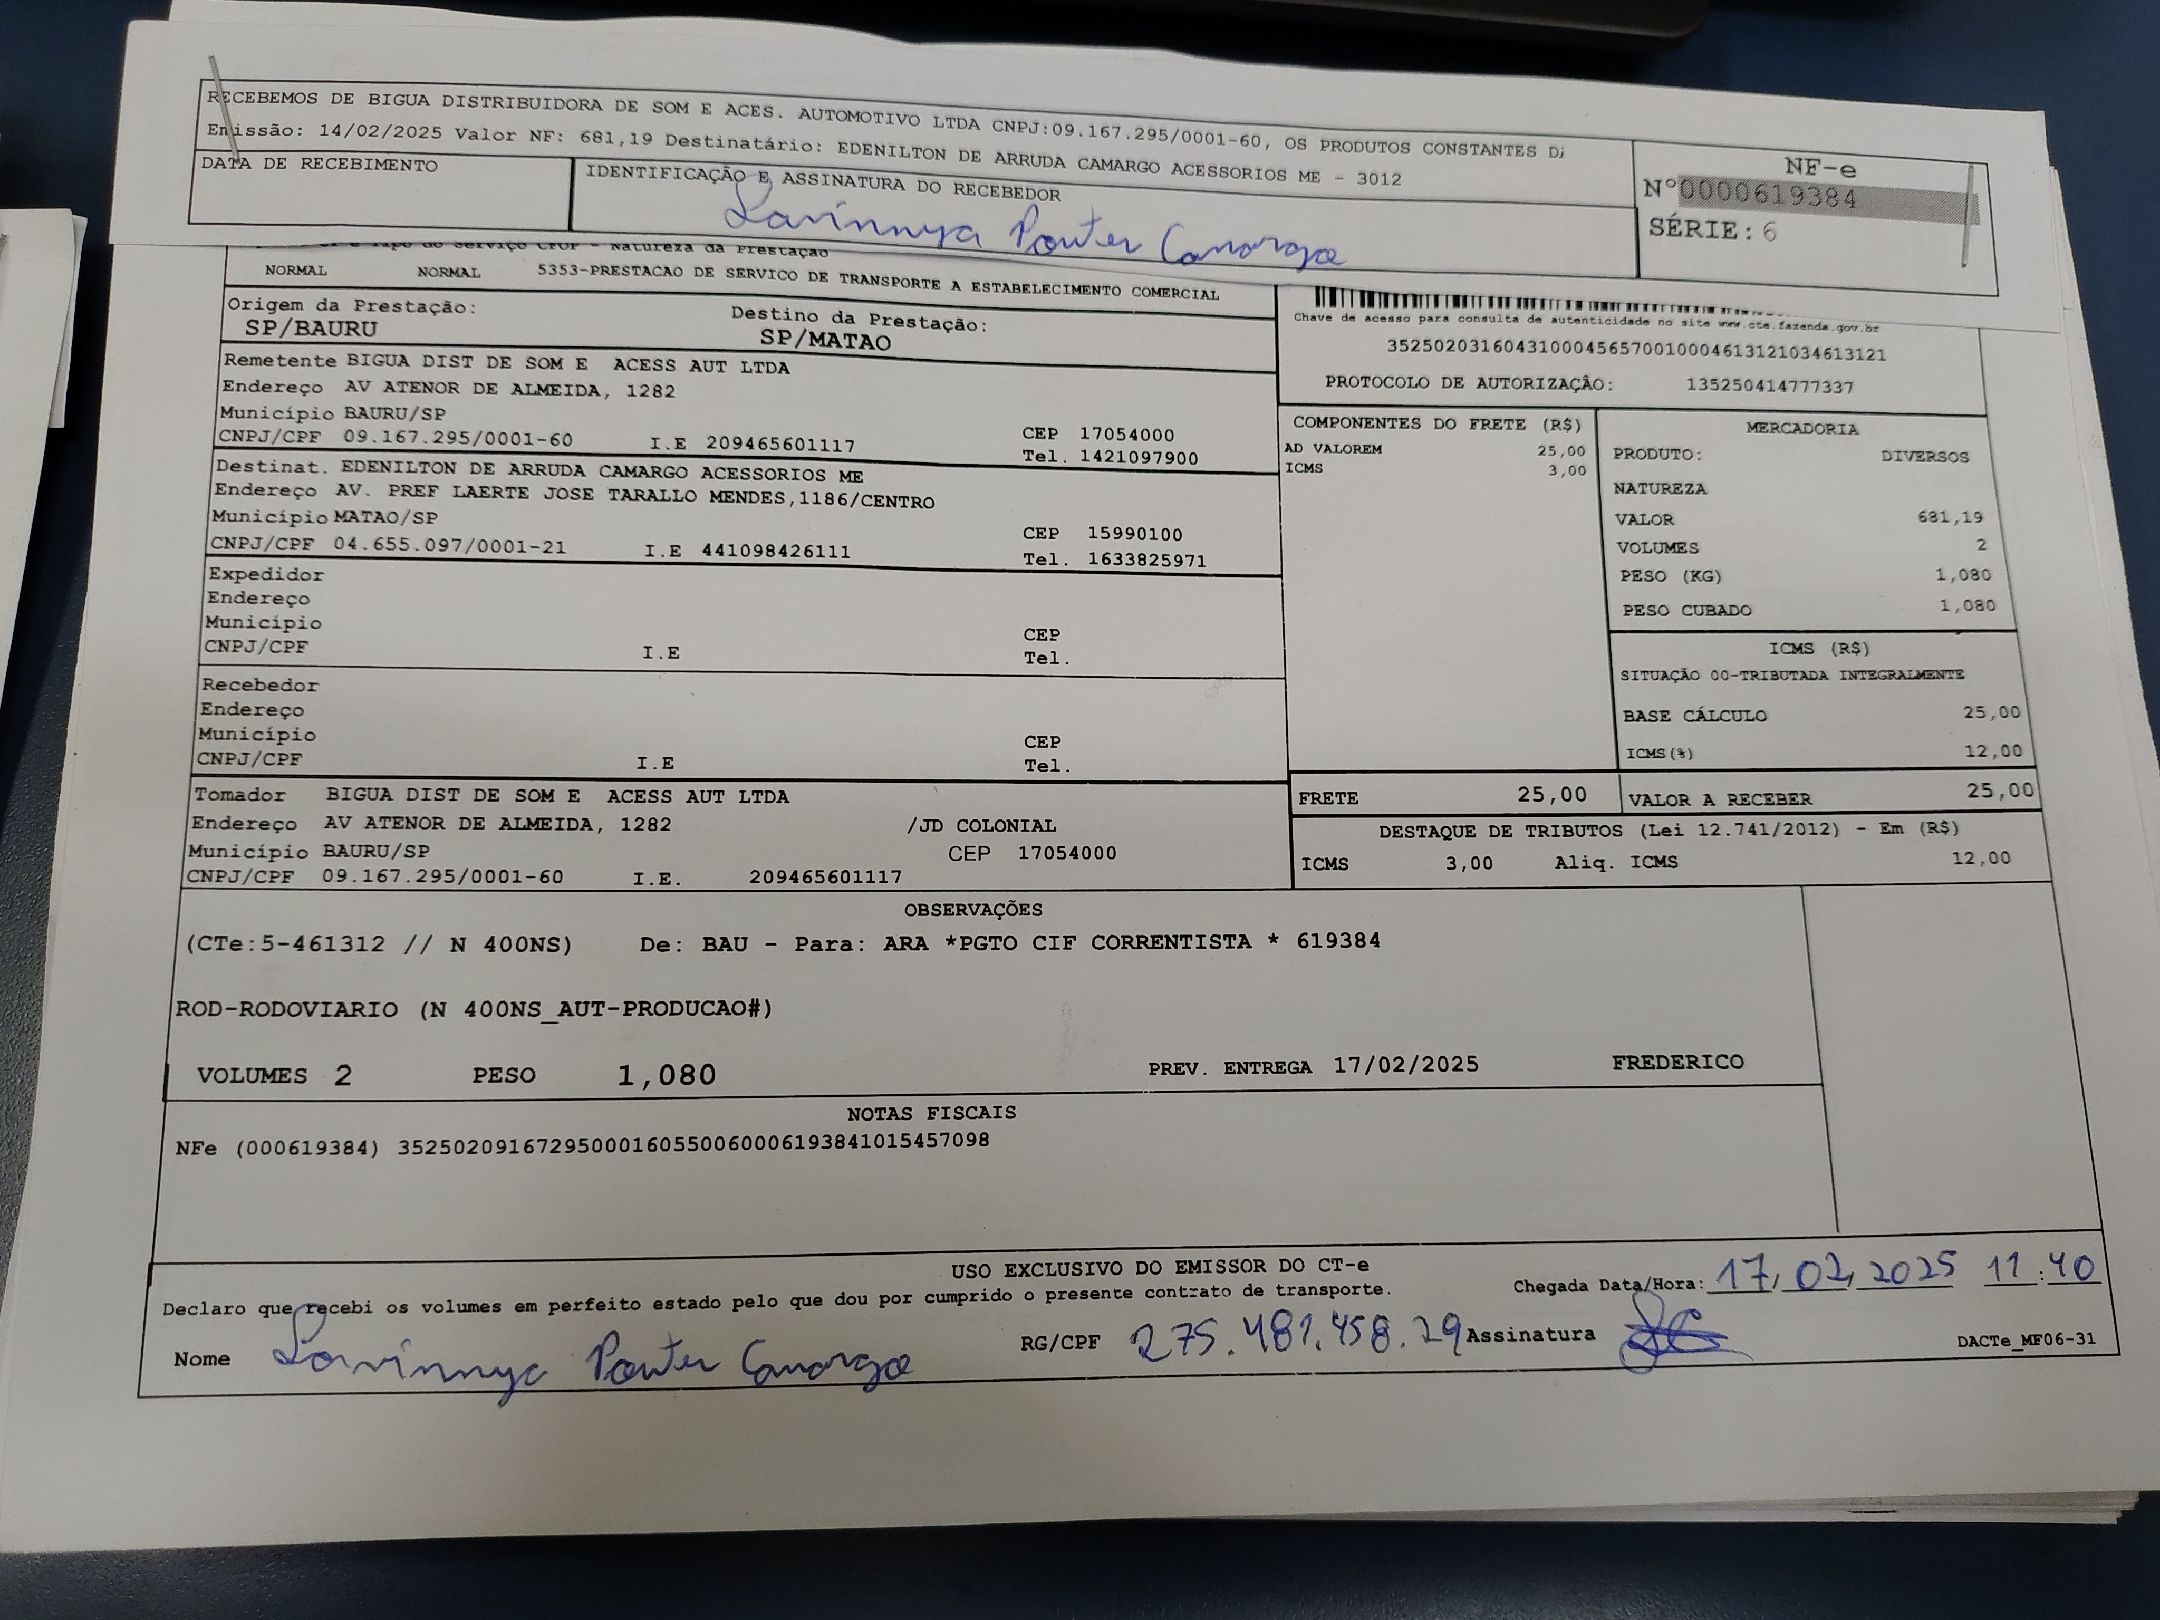 RECEBEMOS DE BIGUA DISTRIBUIDORA DE SOM E ACES. AUTOMOTIVO LTDA CNPJ:09.167.295/0001-60, OS PRODUTOS CONSTANTES
Emissão: 14/02/2025 Valor NF: 681,19 Destinatário: EDENILTON DE ARRUDA CAMARGO ACESSORIOS ME - 3012
DATA DE RECEBIMENTO
IDENTIFICAÇÃO E ASSINATURA DO RECEBEDOR
Lavinnya Camargo
NF-e
Nº0000619384
SÉRIE: 6
Tipo do Serviço CFOP - Natureza da Prestação
NORMAL NORMAL 5353-PRESTACAO DE SERVICO DE TRANSPORTE A ESTABELECIMENTO COMERCIAL
Origem da Prestação: Destino da Prestação:
SP/BAURU SP/MATAO
Chave de acesso para consulta de autenticidade no site www.cte.fazenda.gov.br
35250203160431000456570010004613121034613121
PROTOCOLO DE AUTORIZAÇÃO: 135250414777337
Remetente BIGUA DIST DE SOM E ACESS AUT LTDA
Endereço AV ATENOR DE ALMEIDA, 1282
Município BAURU/SP CEP 17054000
CNPJ/CPF 09.167.295/0001-60 I.E 209465601117 Tel. 1421097900
Destinat. EDENILTON DE ARRUDA CAMARGO ACESSORIOS ME
Endereço AV. PREF LAERTE JOSE TARALLO MENDES,1186/CENTRO
Município MATAO/SP CEP 15990100
CNPJ/CPF 04.655.097/0001-21 I.E 441098426111 Tel. 1633825971
Expedidor
Endereço
Município CEP
CNPJ/CPF I.E Tel.
Recebedor
Endereço
Município CEP
CNPJ/CPF I.E Tel.
Tomador BIGUA DIST DE SOM E ACESS AUT LTDA
Endereço AV ATENOR DE ALMEIDA, 1282 /JD COLONIAL
Município BAURU/SP CEP 17054000
CNPJ/CPF 09.167.295/0001-60 I.E. 209465601117
COMPONENTES DO FRETE (R$)
AD VALOREM 25,00
ICMS 3,00
MERCADORIA
PRODUTO: DIVERSOS
NATUREZA
VALOR 681,19
VOLUMES 2
PESO (KG) 1,080
PESO CUBADO 1,080
ICMS (R$)
SITUAÇÃO 00-TRIBUTADA INTEGRALMENTE
BASE CÁLCULO 25,00
ICMS(%) 12,00
FRETE 25,00 VALOR A RECEBER 25,00
DESTAQUE DE TRIBUTOS (Lei 12.741/2012) - Em (R$)
ICMS 3,00 Aliq. ICMS 12,00
OBSERVAÇÕES
(CTe:5-461312 // N 400NS) De: BAU - Para: ARA *PGTO CIF CORRENTISTA * 619384
ROD-RODOVIARIO (N 400NS_AUT-PRODUCAO#)
VOLUMES 2 PESO 1,080 PREV. ENTREGA 17/02/2025 FREDERICO
NOTAS FISCAIS
NFe (000619384) 35250209167295000160550060006193841015457098
USO EXCLUSIVO DO EMISSOR DO CT-e
Declaro que recebi os volumes em perfeito estado pelo que dou por cumprido o presente contrato de transporte. Chegada Data/Hora: 17,02,2025 11:40
Nome Lavinnya Camargo RG/CPF 275.481.458.29 Assinatura
DACTe_MF06-31